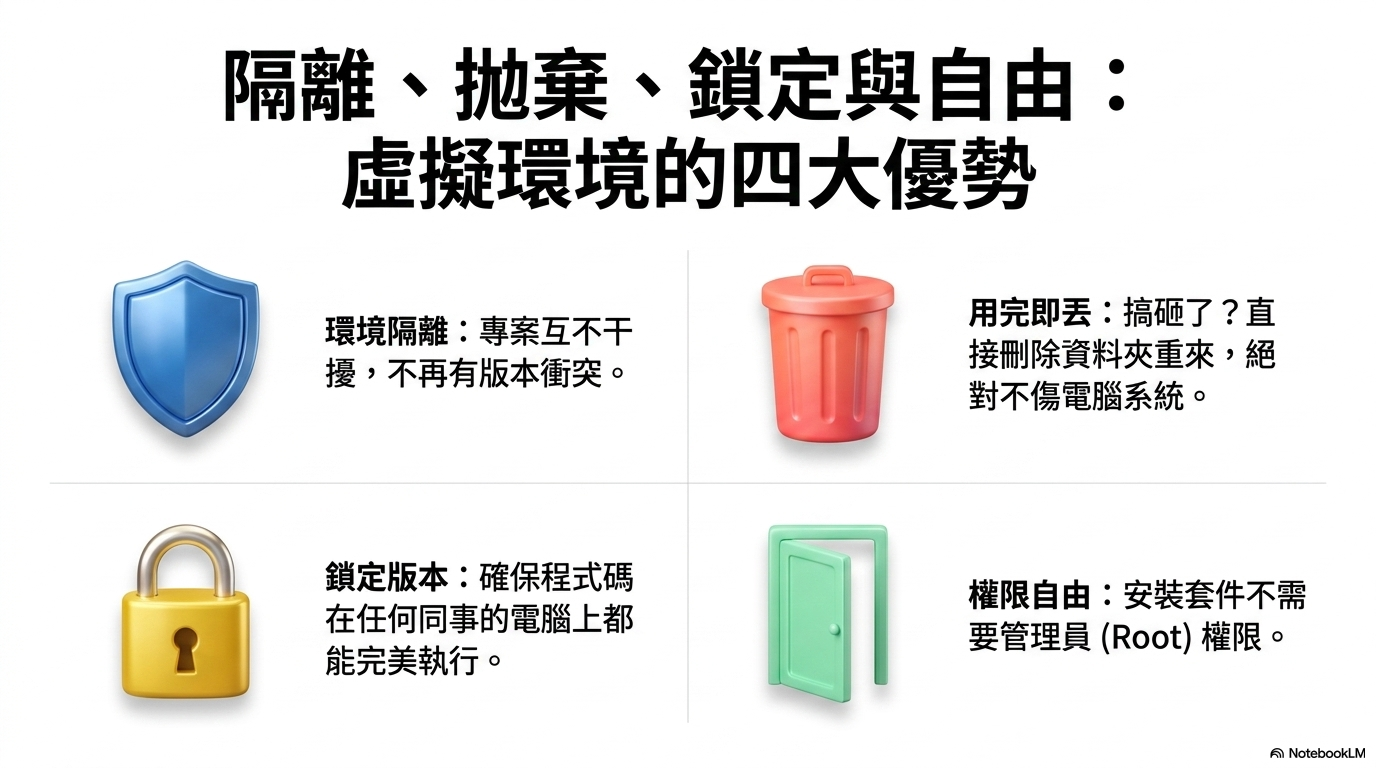 隔離、拋棄、鎖定與自由：
虛擬環境的四大優勢
環境隔離：專案互不干
擾，不再有版本衝突。
用完即丟：搞砸了？直
接刪除資料夾重來，絕
對不傷電腦系統。
鎖定版本：確保程式碼
在任何同事的電腦上都
能完美執行。
權限自由：安裝套件不需
要管理員 (Root) 權限。
NotebookLM